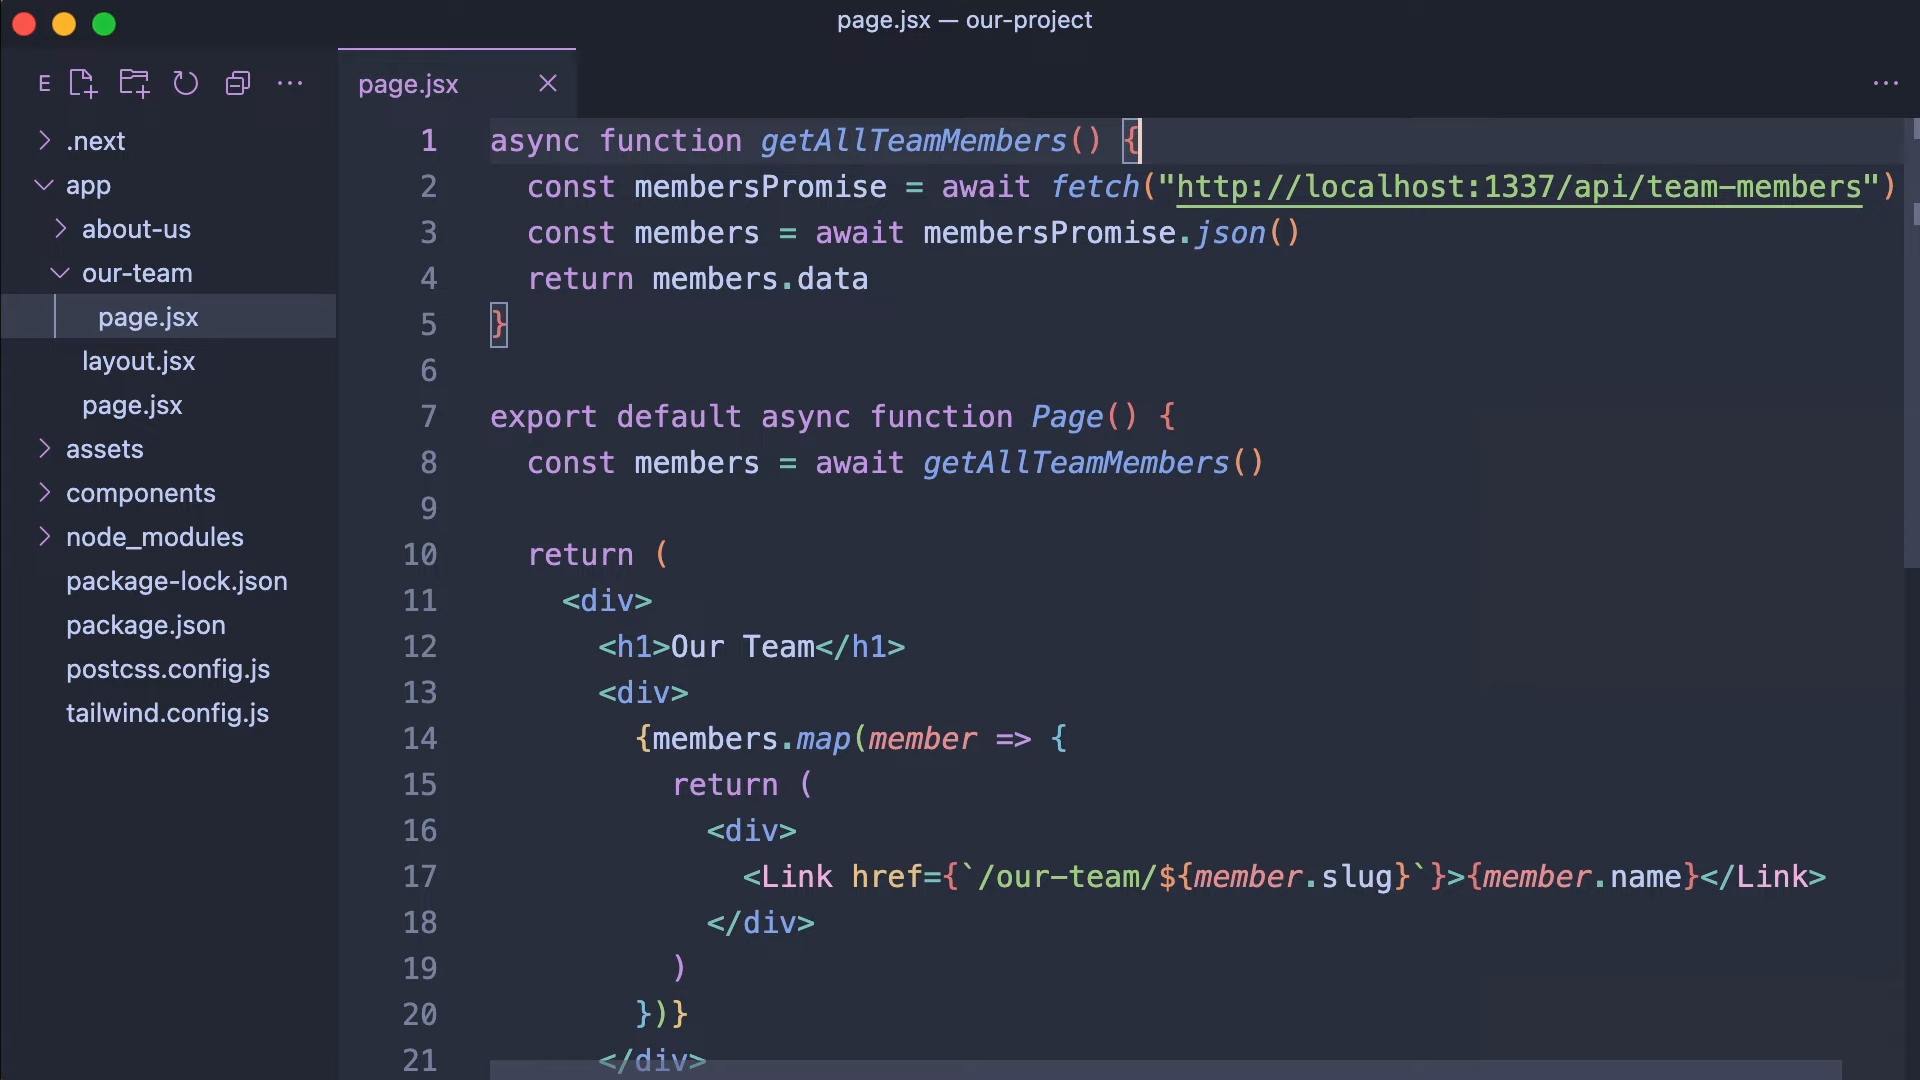 page.jsx — our-project
E
page.jsx
.next
app
about-us
our-team
page.jsx
layout.jsx
page.jsx
assets
components
node_modules
package-lock.json
package.json
postcss.config.js
tailwind.config.js
1 async function getAllTeamMembers() {
2 const membersPromise = await fetch("http://localhost:1337/api/team-members")
3 const members = await membersPromise.json()
4 return members.data
5 }
6
7 export default async function Page() {
8 const members = await getAllTeamMembers()
9
10 return (
11 <div>
12 <h1>Our Team</h1>
13 <div>
14 {members.map(member => {
15 return (
16 <div>
17 <Link href={`/our-team/${member.slug}`}>{member.name}</Link>
18 </div>
19 )
20 })}
21 </div>